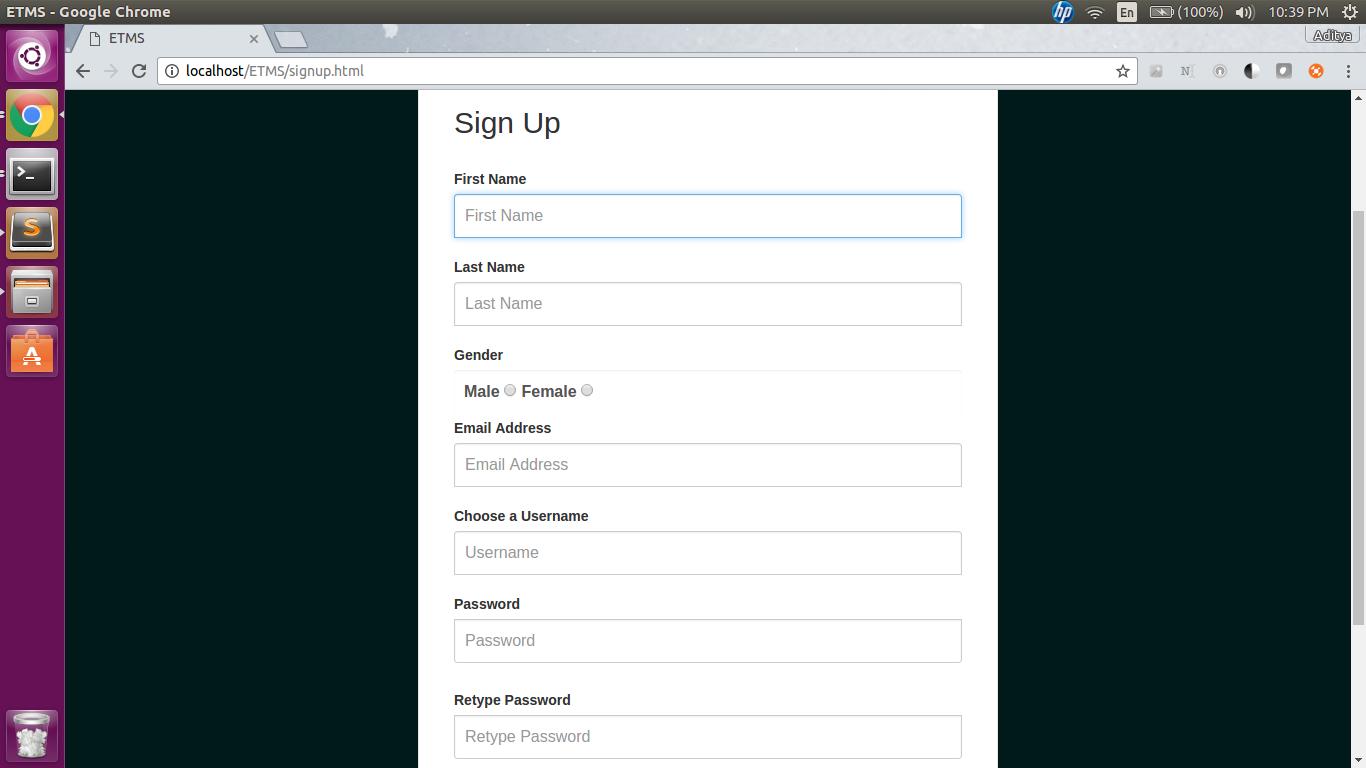 ETMS - Google Chrome
En
(100%)
10:39 PM
ETMS
Aditya
localhost/ETMS/signup.html
Sign Up
First Name
First Name
Last Name
Last Name
Gender
Male Female
Email Address
Email Address
Choose a Username
Username
Password
Password
Retype Password
Retype Password